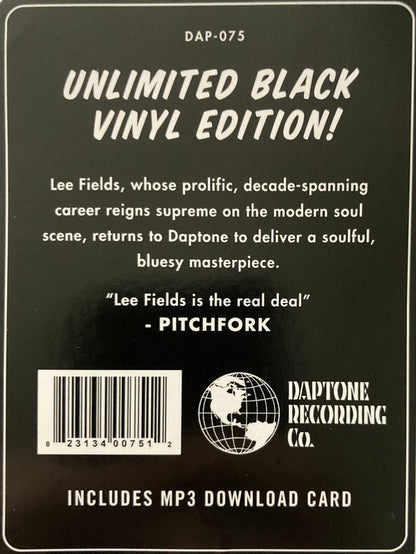 DAP-075
UNLIMITED BLACK
VINYL EDITION!
Lee Fields, whose prolific, decade-spanning
career reigns supreme on the modern soul
scene, returns to Daptone to deliver a soulful,
bluesy masterpiece.
“Lee Fields is the real deal”
- PITCHFORK
8 23134 00751 2
DAPTONE
RECORDING
Co.
INCLUDES MP3 DOWNLOAD CARD